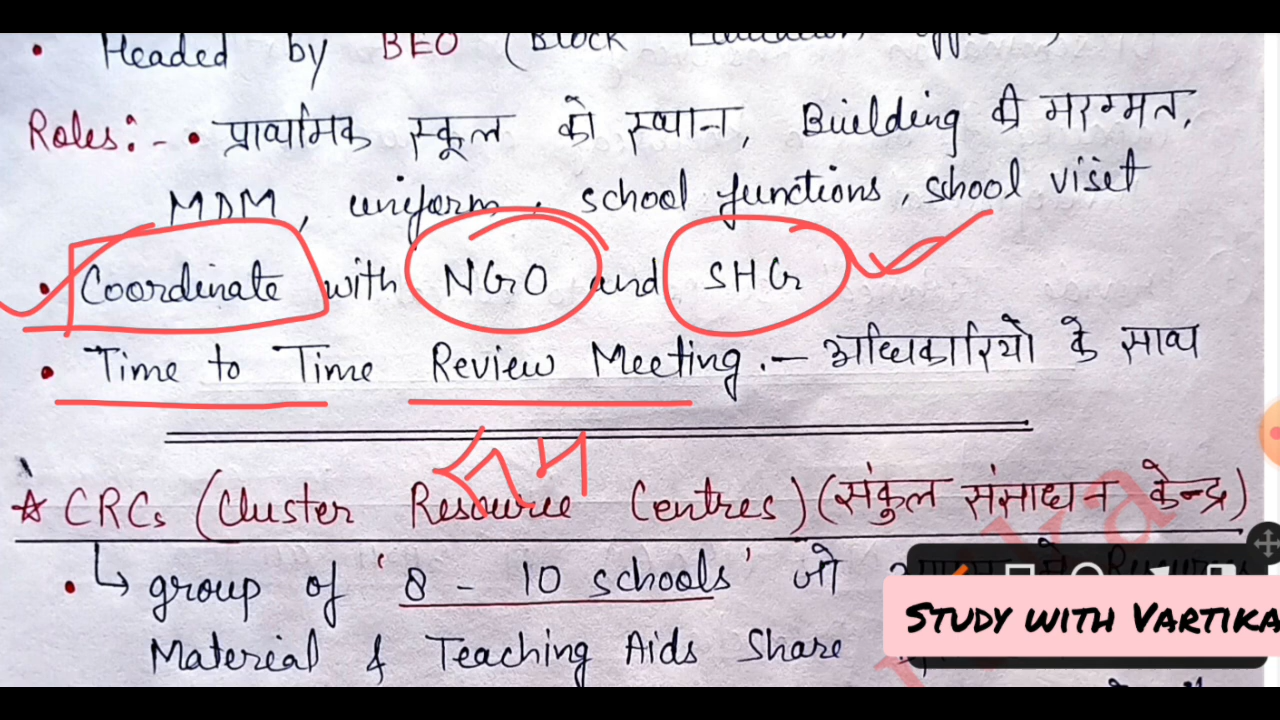 • Headed by BEO (Block Education
Roles:- • प्राथमिक स्कूल को स्थान, Building की मरम्मत,
MDM, uniform, school functions, school visit
• Coordinate with NGO and SHG
• Time to Time Review Meeting.- अधिकारियों के साथ
☆ CRCs (Cluster Resource Centres) (संकुल संसाधन केन्द्र)
↳ • group of '8 - 10 schools' जो
Material & Teaching Aids Share
STUDY WITH VARTIKA